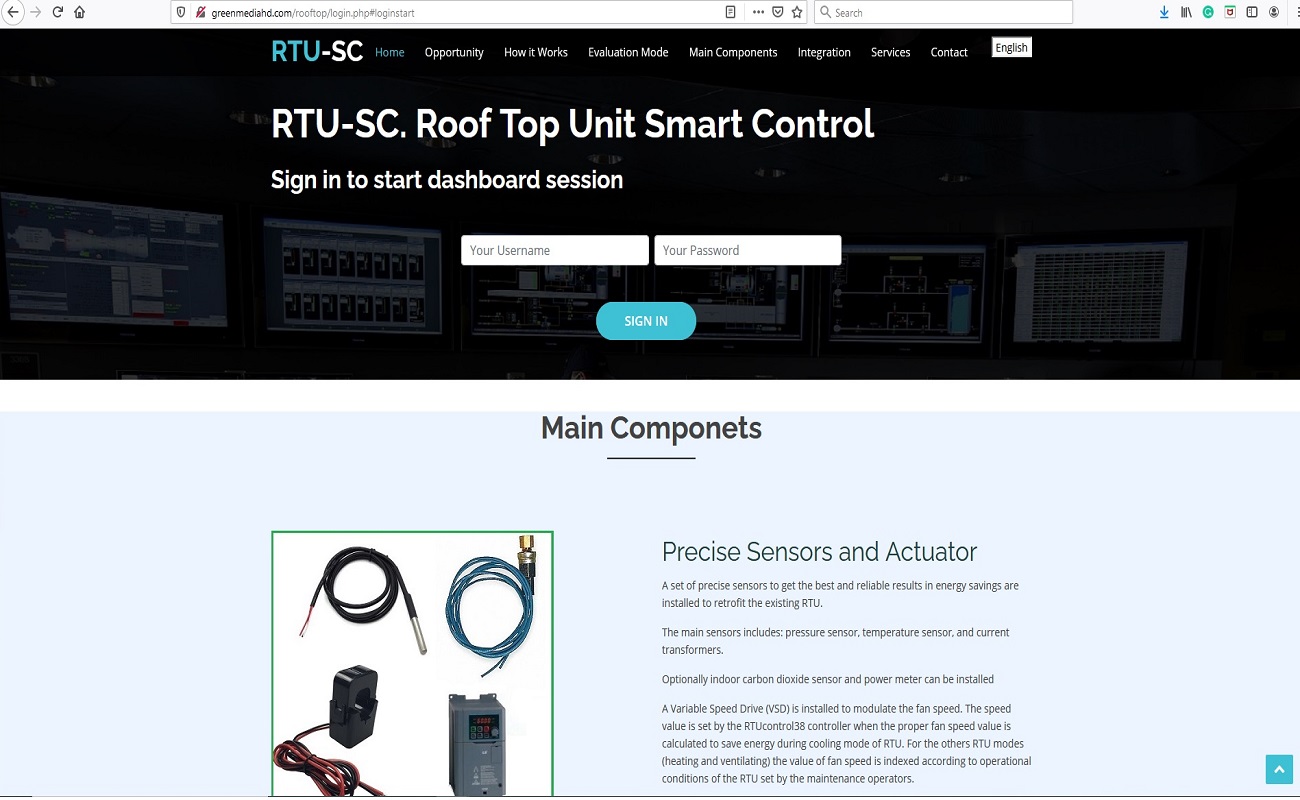 greenmediahd.com/rooftop/login.php#loginstart
Search
RTU-SC Home Opportunity How it Works Evaluation Mode Main Components Integration Services Contact English
RTU-SC. Roof Top Unit Smart Control
Sign in to start dashboard session
Your Username Your Password
SIGN IN
Main Componets
Precise Sensors and Actuator
A set of precise sensors to get the best and reliable results in energy savings are
installed to retrofit the existing RTU.
The main sensors includes: pressure sensor, temperature sensor, and current
transformers.
Optionally indoor carbon dioxide sensor and power meter can be installed
A Variable Speed Drive (VSD) is installed to modulate the fan speed. The speed
value is set by the RTUcontrol38 controller when the proper fan speed value is
calculated to save energy during cooling mode of RTU. For the others RTU modes
(heating and ventilating) the value of fan speed is indexed according to operational
conditions of the RTU set by the maintenance operators.